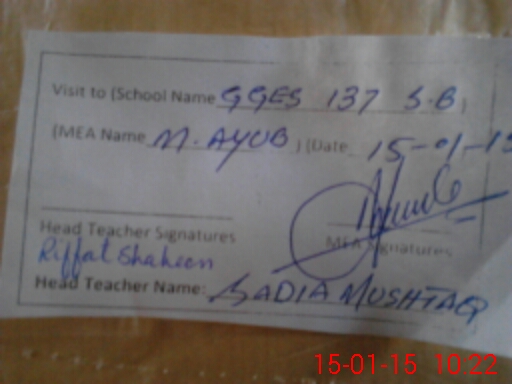 Visit to (School Name GGES 137 S.B)
(MEA Name M. AYUB) (Date 15-01-15
Head Teacher Signatures MEA Signatures
Riffat Shaheen
Head Teacher Name: SADIA MUSHTAQ
15-01-15 10:22